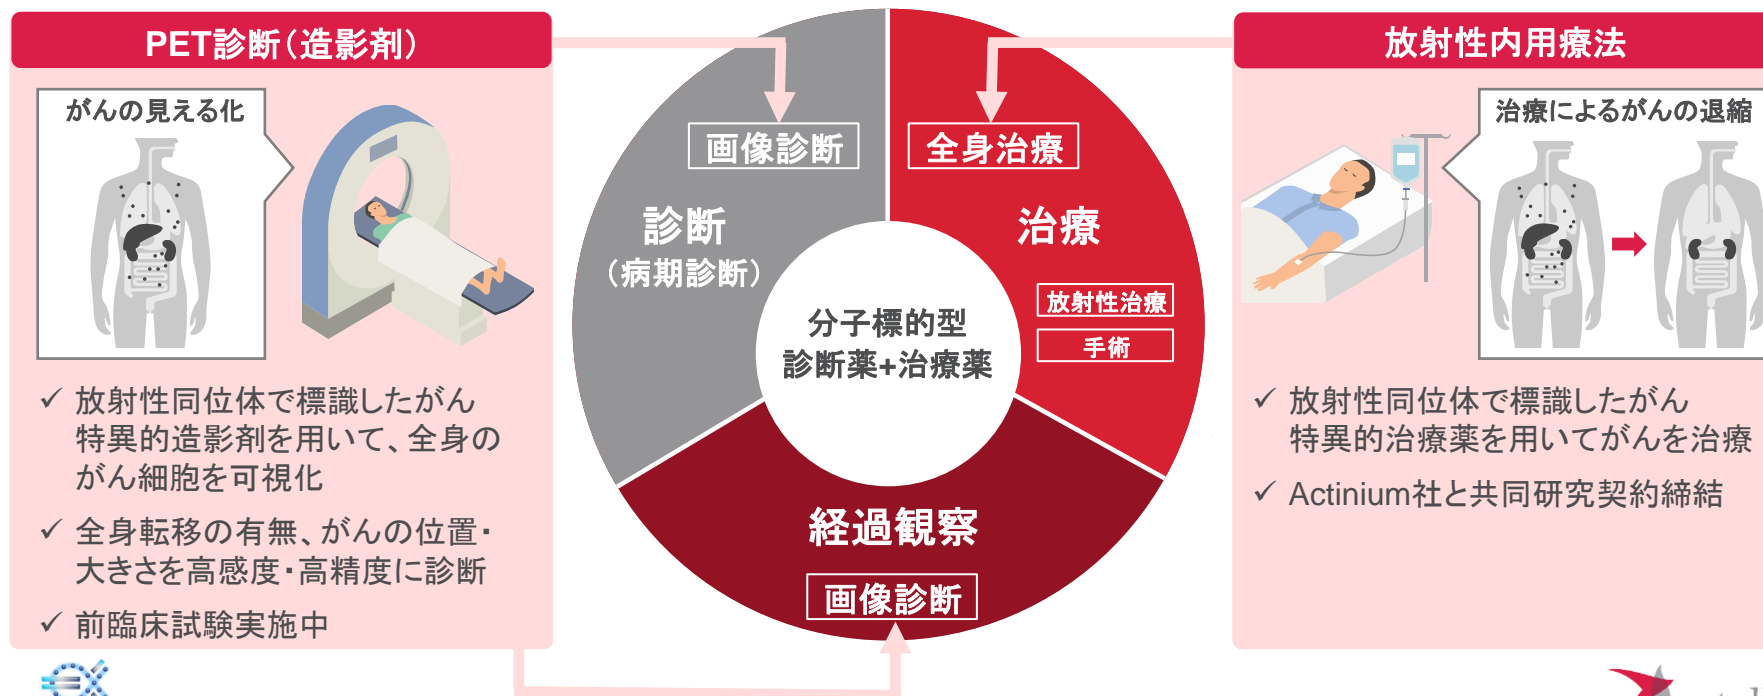 PET診断（造影剤）
がんの見える化
✓ 放射性同位体で標識したがん
特異的造影剤を用いて、全身の
がん細胞を可視化
✓ 全身転移の有無、がんの位置・
大きさを高感度・高精度に診断
✓ 前臨床試験実施中
画像診断
診断
（病期診断）
全身治療
治療
放射性治療
手術
分子標的型
診断薬+治療薬
経過観察
画像診断
放射性内用療法
治療によるがんの退縮
✓ 放射性同位体で標識したがん
特異的治療薬を用いてがんを治療
✓ Actinium社と共同研究契約締結